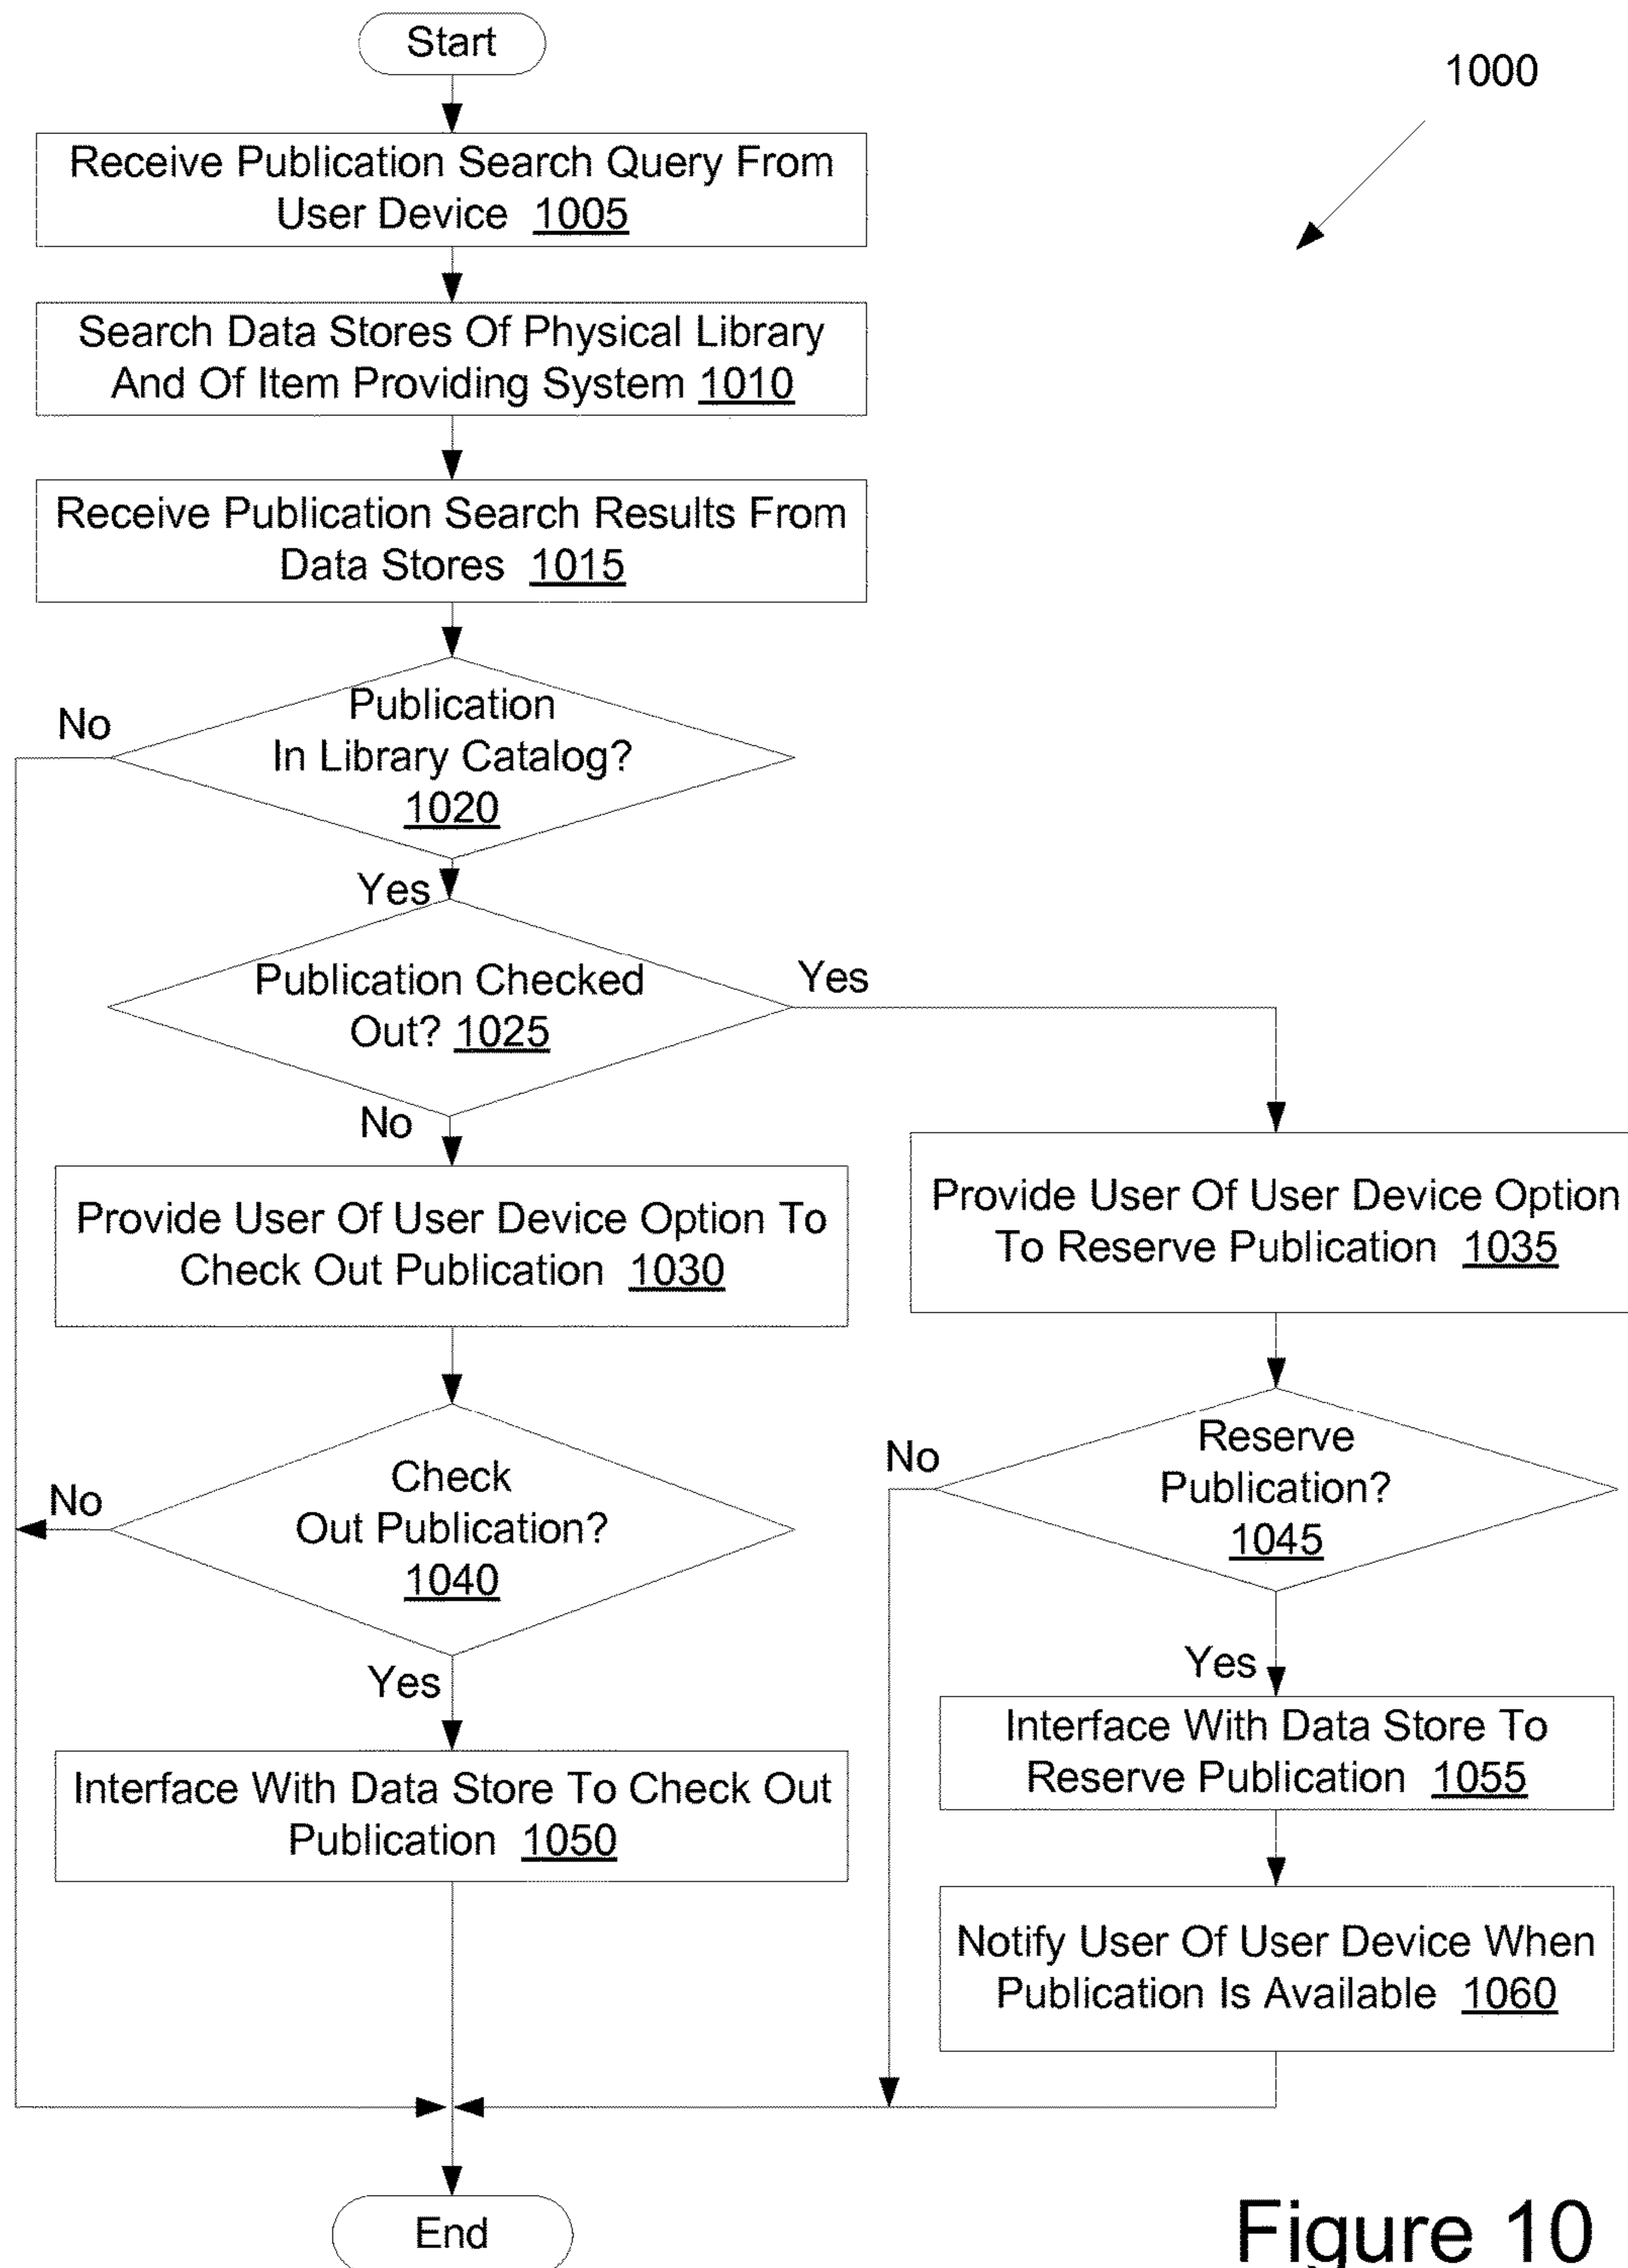 Start
1000
Receive Publication Search Query From
User Device 1005
Search Data Stores Of Physical Library
And Of Item Providing System 1010
Receive Publication Search Results From
Data Stores 1015
Publication
In Library Catalog?
1020
No
Yes
Publication Checked
Out? 1025
Yes
No
Provide User Of User Device Option To
Check Out Publication 1030
Provide User Of User Device Option
To Reserve Publication 1035
Check
Out Publication?
1040
No
Yes
Reserve
Publication?
1045
No
Yes
Interface With Data Store To Check Out
Publication 1050
Interface With Data Store To
Reserve Publication 1055
Notify User Of User Device When
Publication Is Available 1060
End
Figure 10